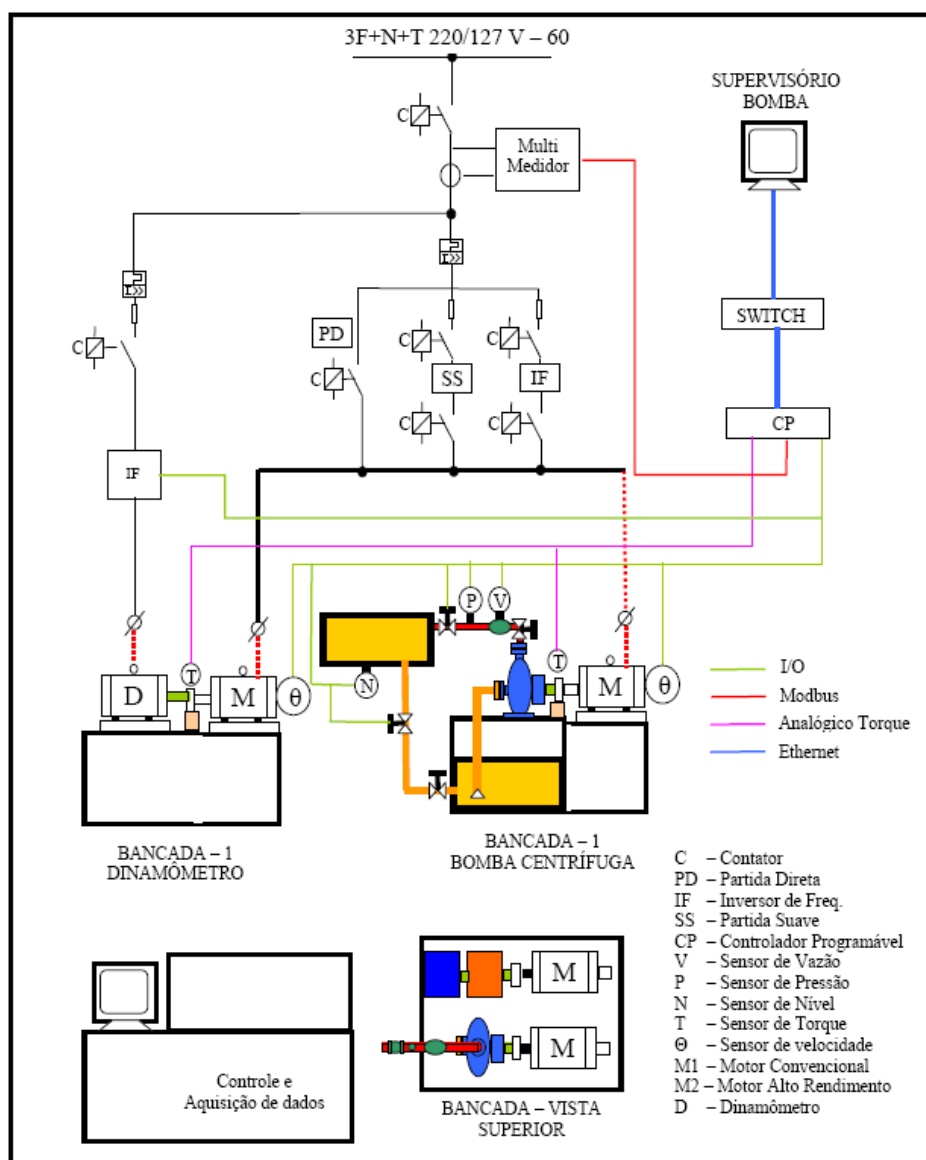 3F+N+T 220/127 V – 60
SUPERVISÓRIO
BOMBA
C
Multi
Medidor
I>>
I>>
SWITCH
C
PD
C
C
SS
C
IF
C
C
CP
IF
P
V
D
T
M
θ
N
T
M
θ
I/O
Modbus
Analógico Torque
Ethernet
BANCADA – 1
DINAMÔMETRO
BANCADA – 1
BOMBA CENTRÍFUGA
C – Contator
PD – Partida Direta
IF – Inversor de Freq.
SS – Partida Suave
CP – Controlador Programável
V – Sensor de Vazão
P – Sensor de Pressão
N – Sensor de Nível
T – Sensor de Torque
Θ – Sensor de velocidade
M1 – Motor Convencional
M2 – Motor Alto Rendimento
D – Dinamômetro
Controle e
Aquisição de dados
M
M
BANCADA – VISTA
SUPERIOR